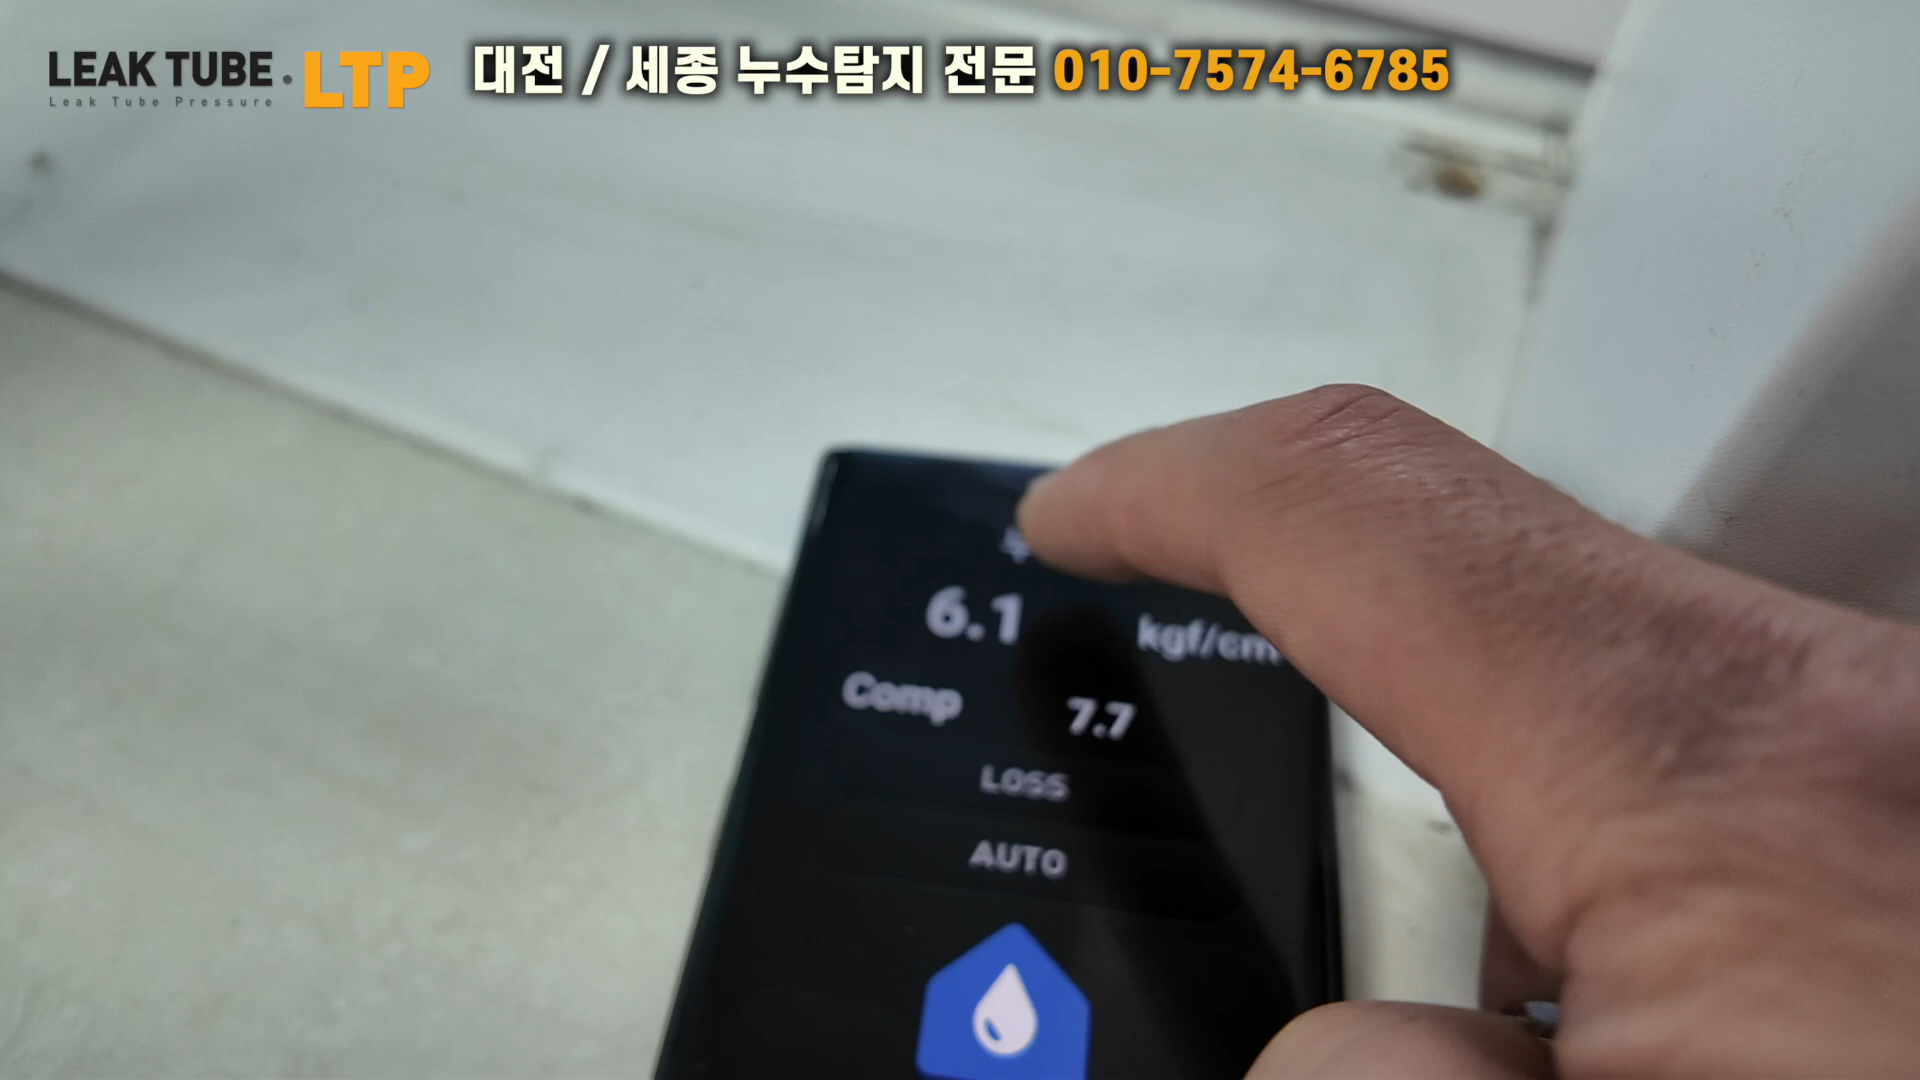 LEAK TUBE. LTP 대전 / 세종 누수탐지 전문 010-7574-6785
Leak Tube Pressure
6.1 kgf/cm
Comp 7.7
LOSS
AUTO